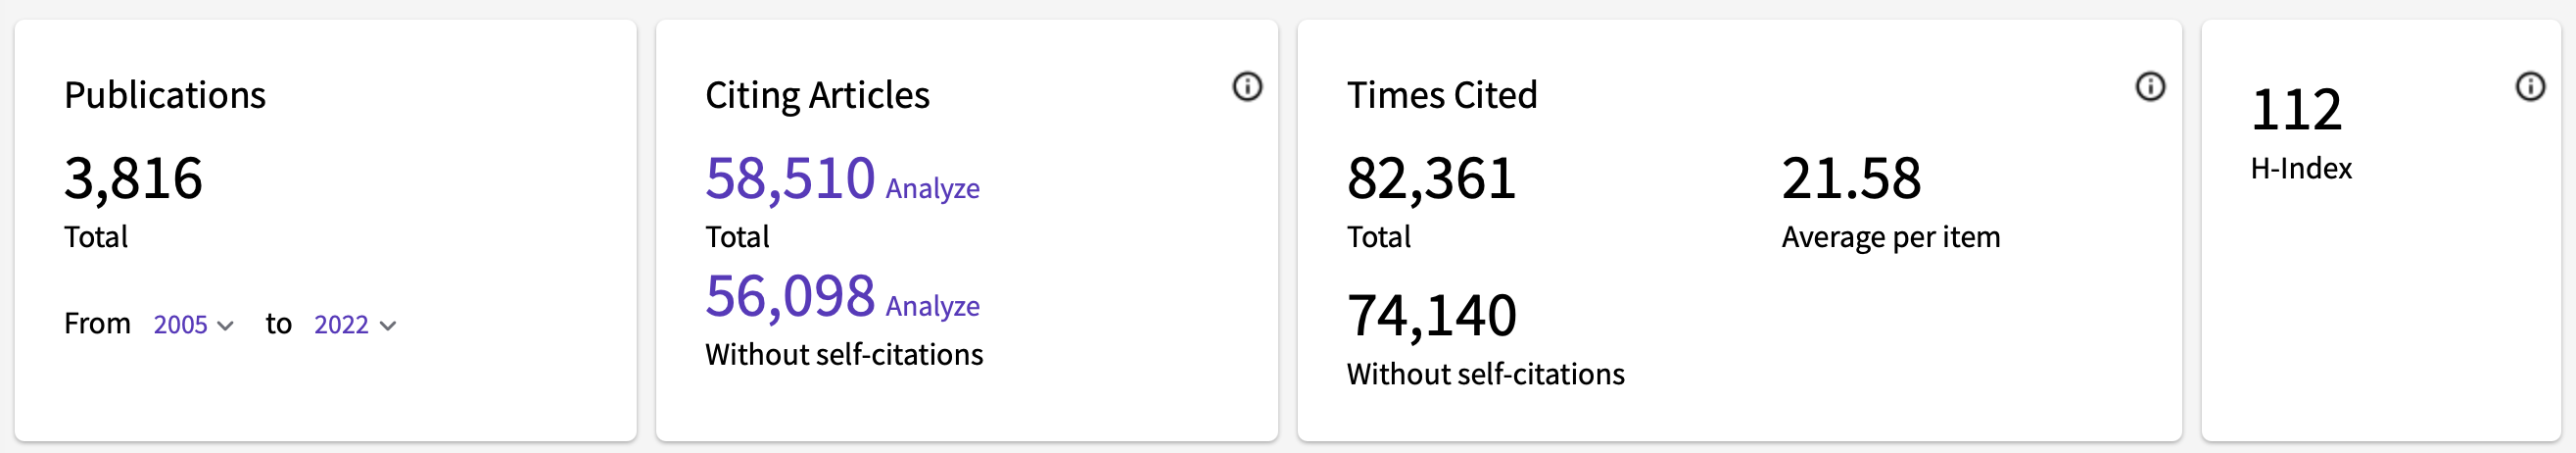 Publications
3,816
Total
From 2005 to 2022
Citing Articles
58,510 Analyze
Total
56,098 Analyze
Without self-citations
Times Cited
82,361
Total
74,140
Without self-citations
21.58
Average per item
112
H-Index